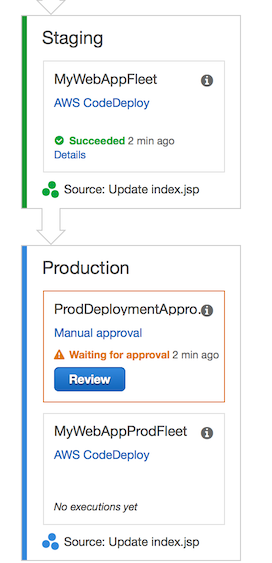 Staging
MyWebAppFleet
AWS CodeDeploy
Succeeded 2 min ago
Details
Source: Update index.jsp
Production
ProdDeploymentAppro...
Manual approval
Waiting for approval 2 min ago
Review
MyWebAppProdFleet
AWS CodeDeploy
No executions yet
Source: Update index.jsp